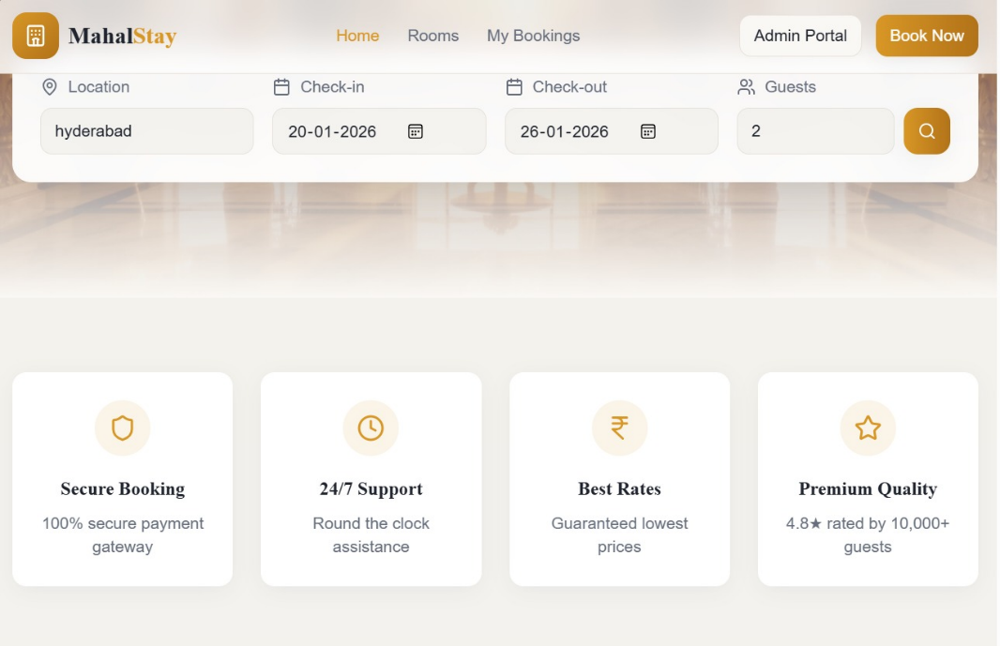 MahalStay
Home Rooms My Bookings
Admin Portal
Book Now
Location
Check-in
Check-out
Guests
hyderabad
20-01-2026
26-01-2026
2
Secure Booking
100% secure payment
gateway
24/7 Support
Round the clock
assistance
Best Rates
Guaranteed lowest
prices
Premium Quality
4.8★ rated by 10,000+
guests